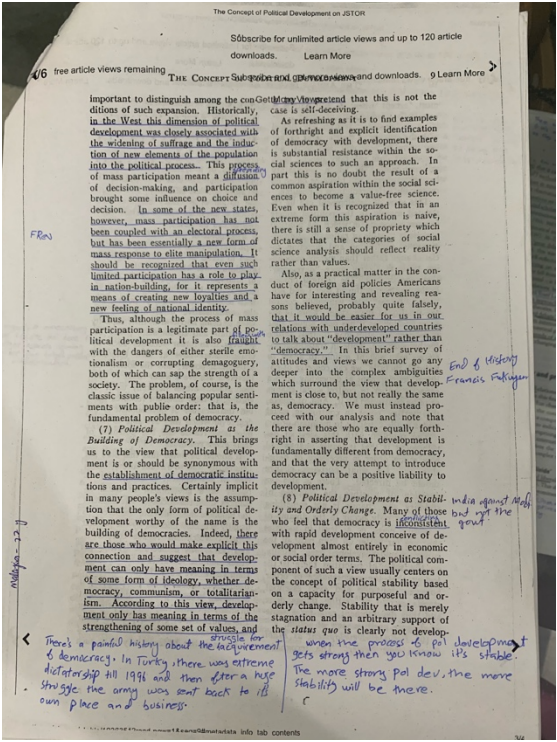 The Concept of Political Development on JSTOR
Subscribe for unlimited article views and up to 120 article
downloads. Learn More
/6 free article views remaining
THE CONCEPT OF POLITICAL DEVELOPMENT
and downloads. 9 Learn More
important to distinguish among the con-
ditions of such expansion. Historically,
in the West this dimension of political
development was closely associated with
the widening of suffrage and the induc-
tion of new elements of the population
into the political process. This process
of mass participation meant a diffusion
of decision-making, and participation
brought some influence on choice and
decision. In some of the new states,
however, mass participation has not
been coupled with an electoral process,
but has been essentially a new form of
mass response to elite manipulation. It
should be recognized that even such
limited participation has a role to play
in nation-building, for it represents a
means of creating new loyalties and a
new feeling of national identity.
Thus, although the process of mass
participation is a legitimate part of po-
litical development it is also fraught
with the dangers of either sterile emo-
tionalism or corrupting demagoguery,
both of which can sap the strength of a
society. The problem, of course, is the
classic issue of balancing popular senti-
ments with public order: that is, the
fundamental problem of democracy.
(7) Political Development as the
Building of Democracy. This brings
us to the view that political develop-
ment is or should be synonymous with
the establishment of democratic institu-
tions and practices. Certainly implicit
in many people's views is the assump-
tion that the only form of political de-
velopment worthy of the name is the
building of democracies. Indeed, there
are those who would make explicit this
connection and suggest that develop-
ment can only have meaning in terms
of some form of ideology, whether de-
mocracy, communism, or totalitarian-
ism. According to this view, develop-
ment only has meaning in terms of the
strengthening of some set of values, and
pretend that this is not the
case is self-deceiving.
As refreshing as it is to find examples
of forthright and explicit identification
of democracy with development, there
is substantial resistance within the so-
cial sciences to such an approach. In
part this is no doubt the result of a
common aspiration within the social sci-
ences to become a value-free science.
Even when it is recognized that in an
extreme form this aspiration is naive,
there is still a sense of propriety which
dictates that the categories of social
science analysis should reflect reality
rather than values.
Also, as a practical matter in the con-
duct of foreign aid policies Americans
have for interesting and revealing rea-
sons believed, probably quite falsely,
that it would be easier for us in our
relations with underdeveloped countries
to talk about "development" rather than
"democracy." In this brief survey of
attitudes and views we cannot go any
deeper into the complex ambiguities
which surround the view that develop-
ment is close to, but not really the same
as, democracy. We must instead pro-
ceed with our analysis and note that
there are those who are equally forth-
right in asserting that development is
fundamentally different from democracy,
and that the very attempt to introduce
democracy can be a positive liability to
development.
(8) Political Development as Stabil-
ity and Orderly Change. Many of those
who feel that democracy is inconsistent
with rapid development conceive of de-
velopment almost entirely in economic
or social order terms. The political com-
ponent of such a view usually centers on
the concept of political stability based
on a capacity for purposeful and or-
derly change. Stability that is merely
stagnation and an arbitrary support of
the status quo is clearly not develop-
End of History
Francis
India against
but not the
govt.
struggle for
There's a painful history about the
of democracy. In Turky, there was extreme
dictatorship till 1996 and then after a huge
struggle the army was sent back to its
own place and business.
when the process of pol development
gets strong then you know it's stable.
The more strong pol dev, the more
stability will be there.
info tab contents